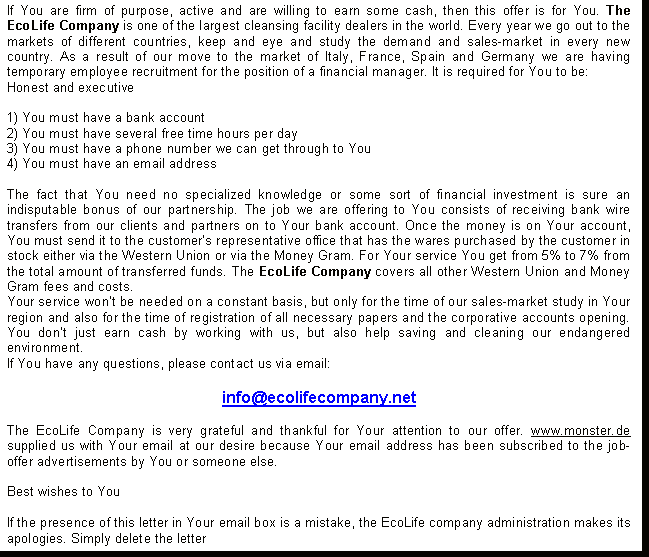 If You are firm of purpose, active and are willing to earn some cash, then this offer is for You. The
EcoLife Company is one of the largest cleansing facility dealers in the world. Every year we go out to the
markets of different countries, keep and eye and study the demand and sales-market in every new
country. As a result of our move to the market of Italy, France, Spain and Germany we are having
temporary employee recruitment for the position of a financial manager. It is required for You to be:
Honest and executive
1) You must have a bank account
2) You must have several free time hours per day
3) You must have a phone number we can get through to You
4) You must have an email address
The fact that You need no specialized knowledge or some sort of financial investment is sure an
indisputable bonus of our partnership. The job we are offering to You consists of receiving bank wire
transfers from our clients and partners on to Your bank account. Once the money is on Your account,
You must send it to the customer's representative office that has the wares purchased by the customer in
stock either via the Western Union or via the Money Gram. For Your service You get from 5% to 7% from
the total amount of transferred funds. The EcoLife Company covers all other Western Union and Money
Gram fees and costs.
Your service won't be needed on a constant basis, but only for the time of our sales-market study in Your
region and also for the time of registration of all necessary papers and the corporative accounts opening.
You don't just earn cash by working with us, but also help saving and cleaning our endangered
environment.
If You have any questions, please contact us via email:
info@ecolifecompany.net
The EcoLife Company is very grateful and thankful for Your attention to our offer. www.monster.de
supplied us with Your email at our desire because Your email address has been subscribed to the job-
offer advertisements by You or someone else.
Best wishes to You
If the presence of this letter in Your email box is a mistake, the EcoLife company administration makes its
apologies. Simply delete the letter